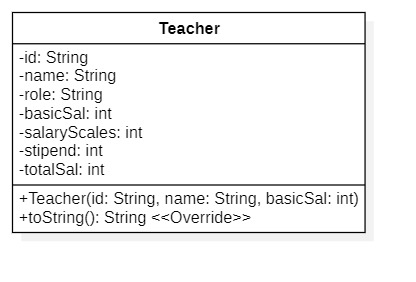 Teacher
-id: String
-name: String
-role: String
-basicSal: int
-salaryScales: int
-stipend: int
-totalSal: int
+Teacher(id: String, name: String, basicSal: int)
+toString(): String <<Override>>